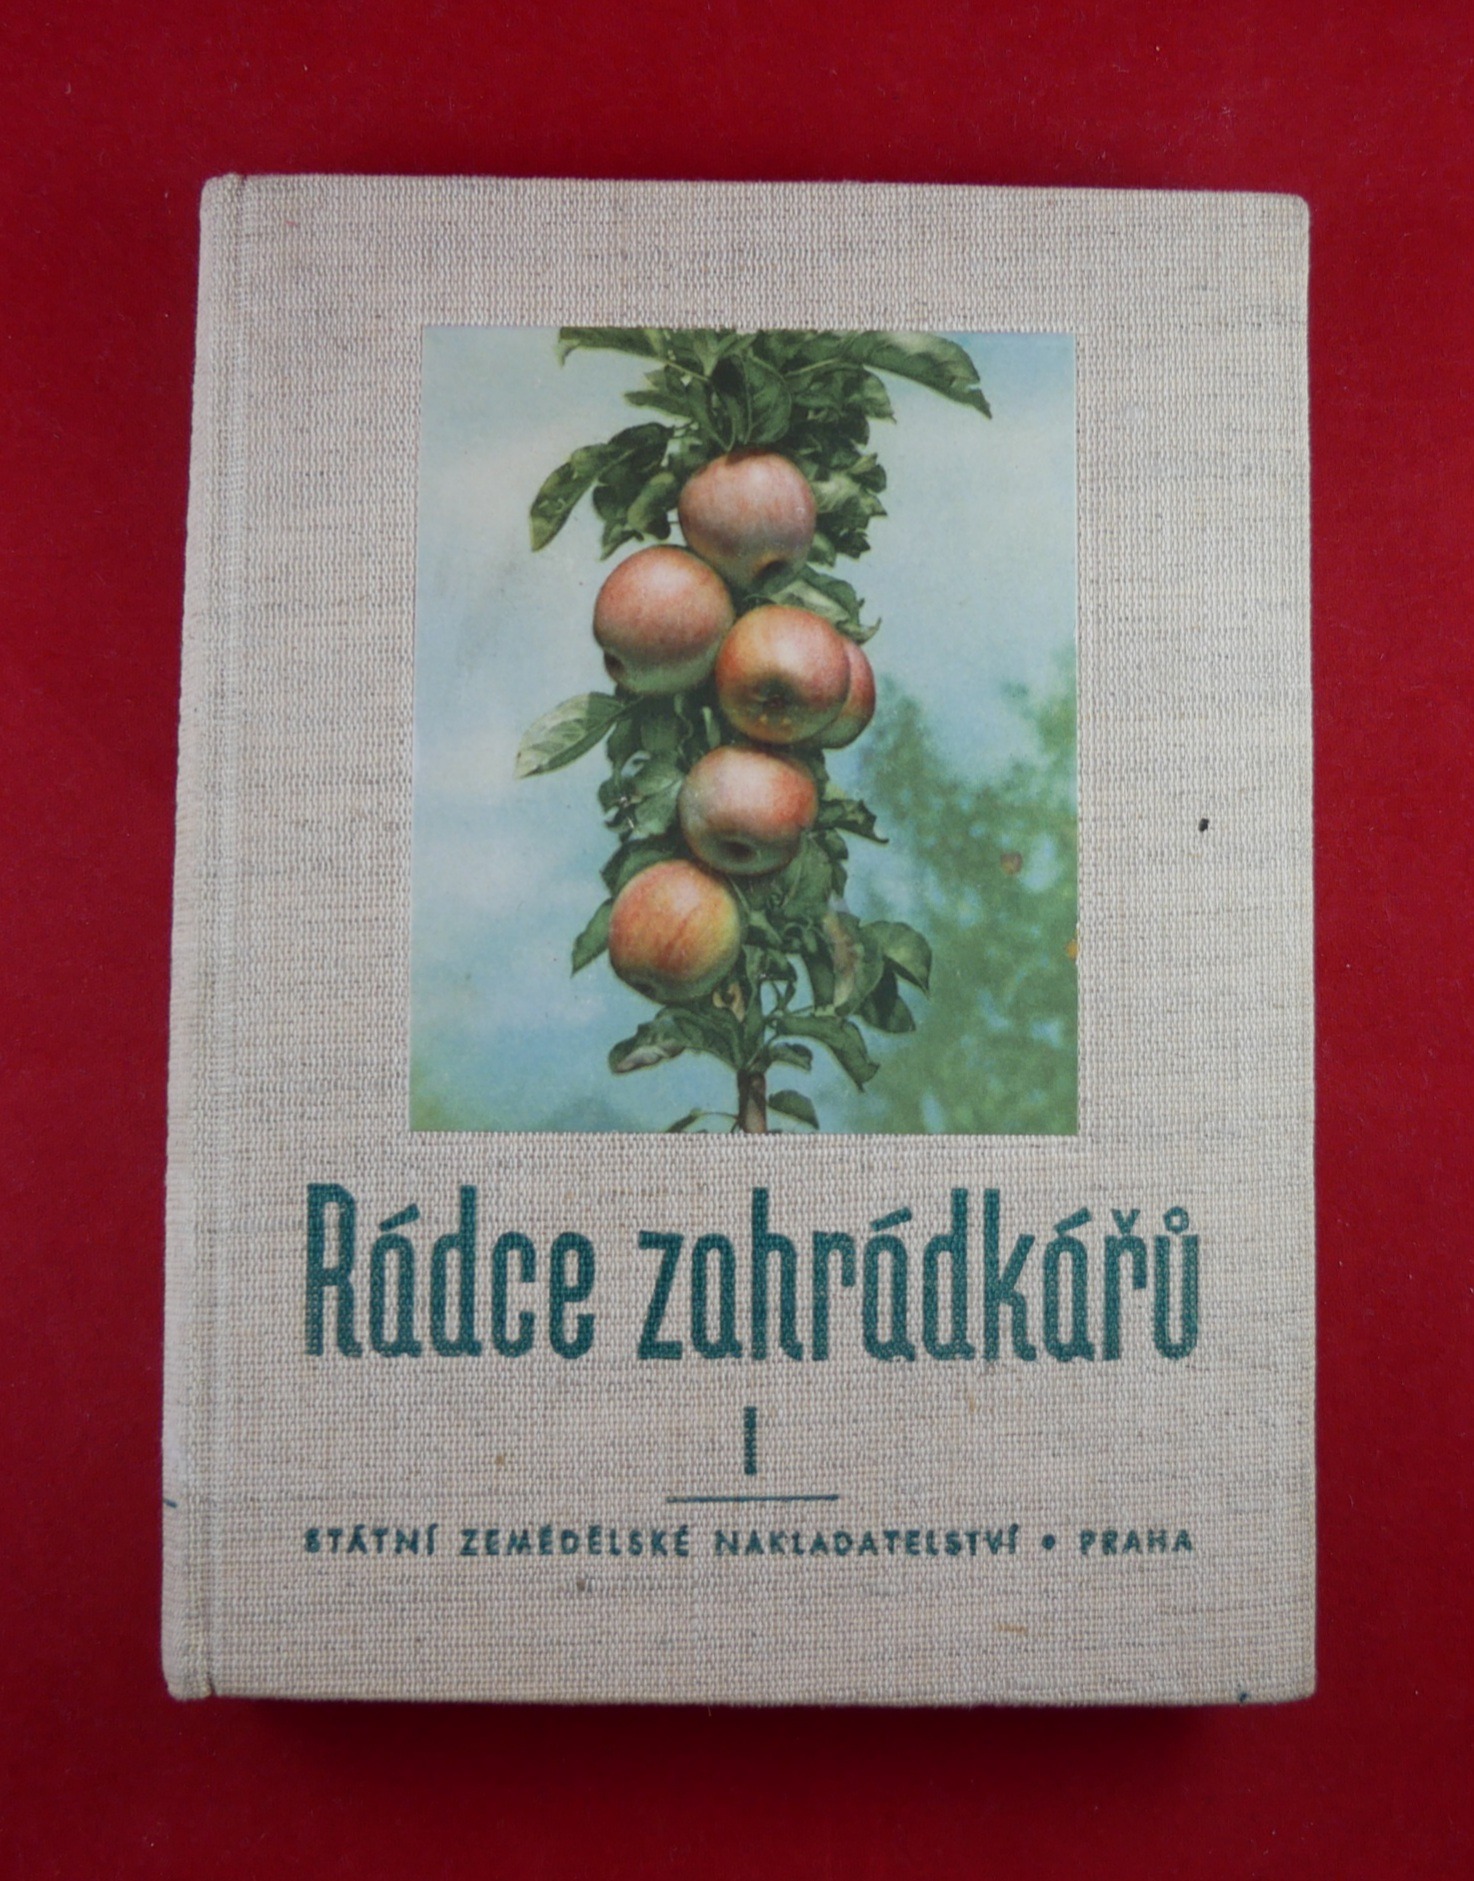 Rádce zahrádkářů
I
STÁTNÍ ZEMĚDĚLSKÉ NAKLADATELSTVÍ • PRAHA